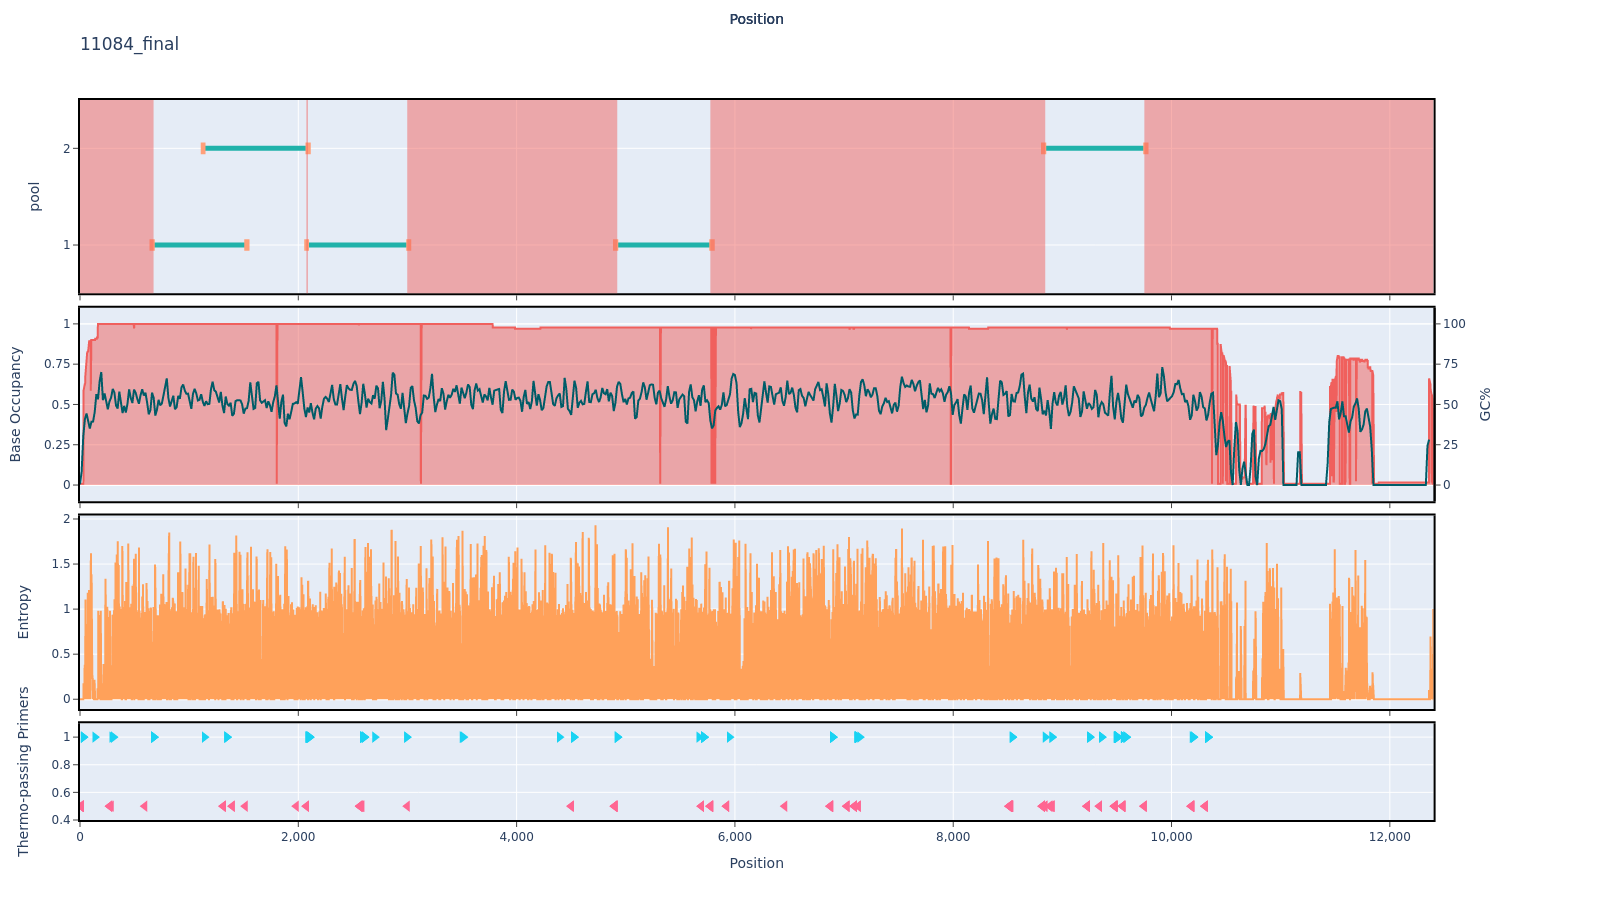 Position
11084_final
2
1
pool
1
0.75
0.5
0.25
0
Base Occupancy
100
75
50
25
0
GC%
2
1.5
1
0.5
0
Entropy
1
0.8
0.6
0.4
Thermo-passing Primers
0 2,000 4,000 6,000 8,000 10,000 12,000
Position